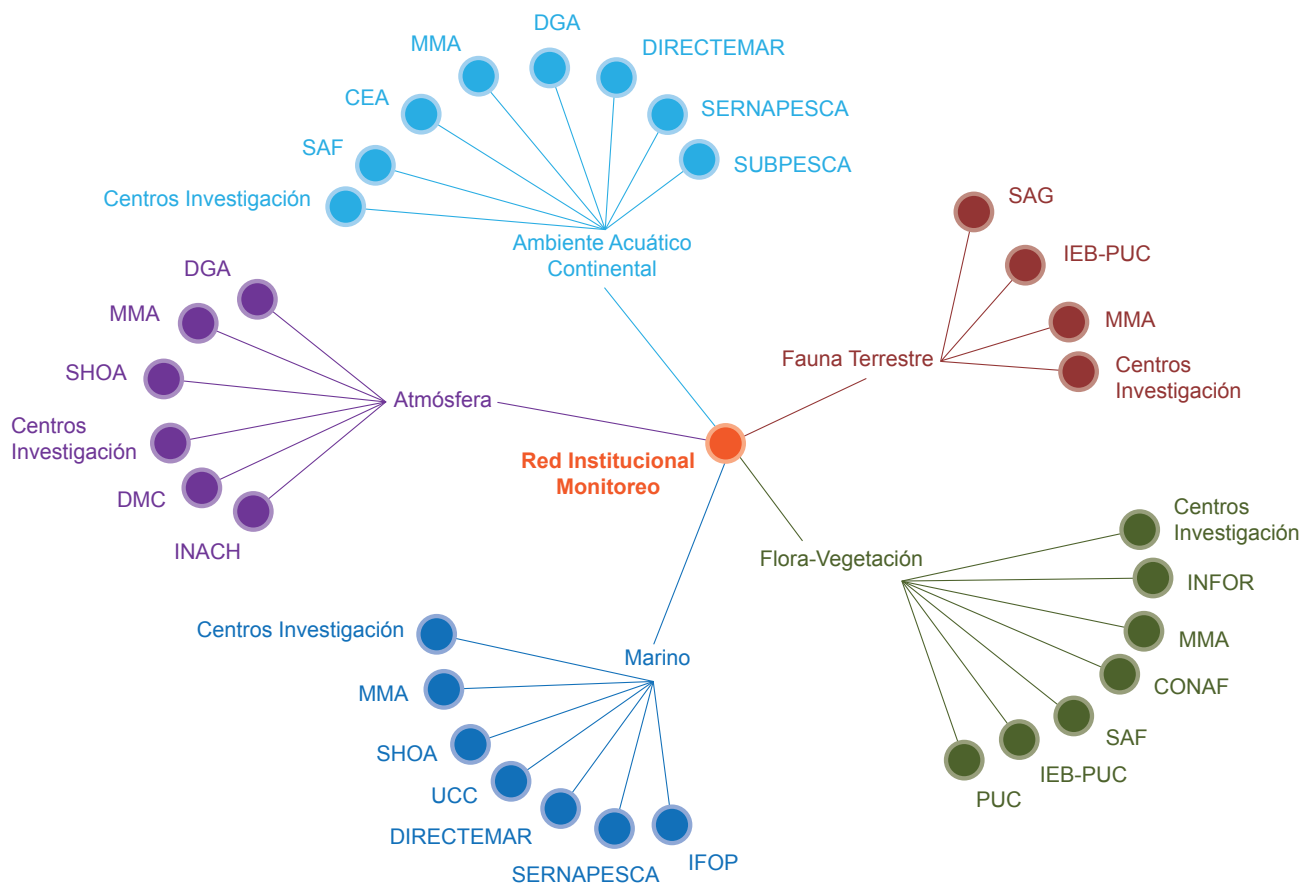 DGA
MMA
DIRECTEMAR
CEA
SERNAPESCA
SAF
SUBPESCA
Centros Investigación
Ambiente Acuático
Continental
SAG
IEB-PUC
MMA
Centros
Investigación
Fauna Terrestre
DGA
MMA
SHOA
Centros
Investigación
DMC
INACH
Atmósfera
Red Institucional
Monitoreo
Flora-Vegetación
Centros
Investigación
INFOR
MMA
CONAF
SAF
IEB-PUC
PUC
Marino
Centros Investigación
MMA
SHOA
UCC
DIRECTEMAR
SERNAPESCA
IFOP